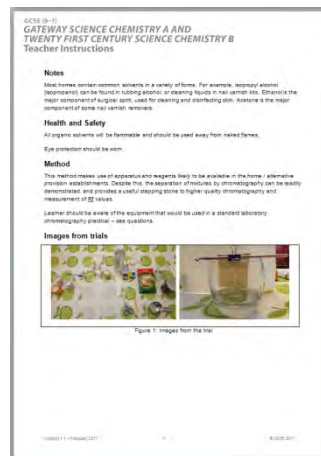 GCSE (9–1)
GATEWAY SCIENCE CHEMISTRY A AND
TWENTY FIRST CENTURY SCIENCE CHEMISTRY B
Teacher Instructions
Notes
Most homes contain common solvents in a variety of forms. For example, isopropyl alcohol
(isopropanol) can be found in rubbing alcohol, or cleaning liquids in nail varnish kits. Ethanol is the
major component of surgical spirit, used for cleaning and disinfecting skin. Acetone is the major
component of some nail varnish removers.
Health and Safety
All organic solvents will be flammable and should be used away from naked flames.
Eye protection should be worn.
Method
This method makes use of apparatus and reagents likely to be available in the home / alternative
provision establishments. Despite this, the separation of mixtures by chromatography can be readily
demonstrated, and provides a useful stepping stone to higher quality chromatography and
measurement of Rf values.
Learner should be aware of the equipment that would be used in a standard laboratory
chromatography practical – see questions.
Images from trials
Figure 1: Images from the trial